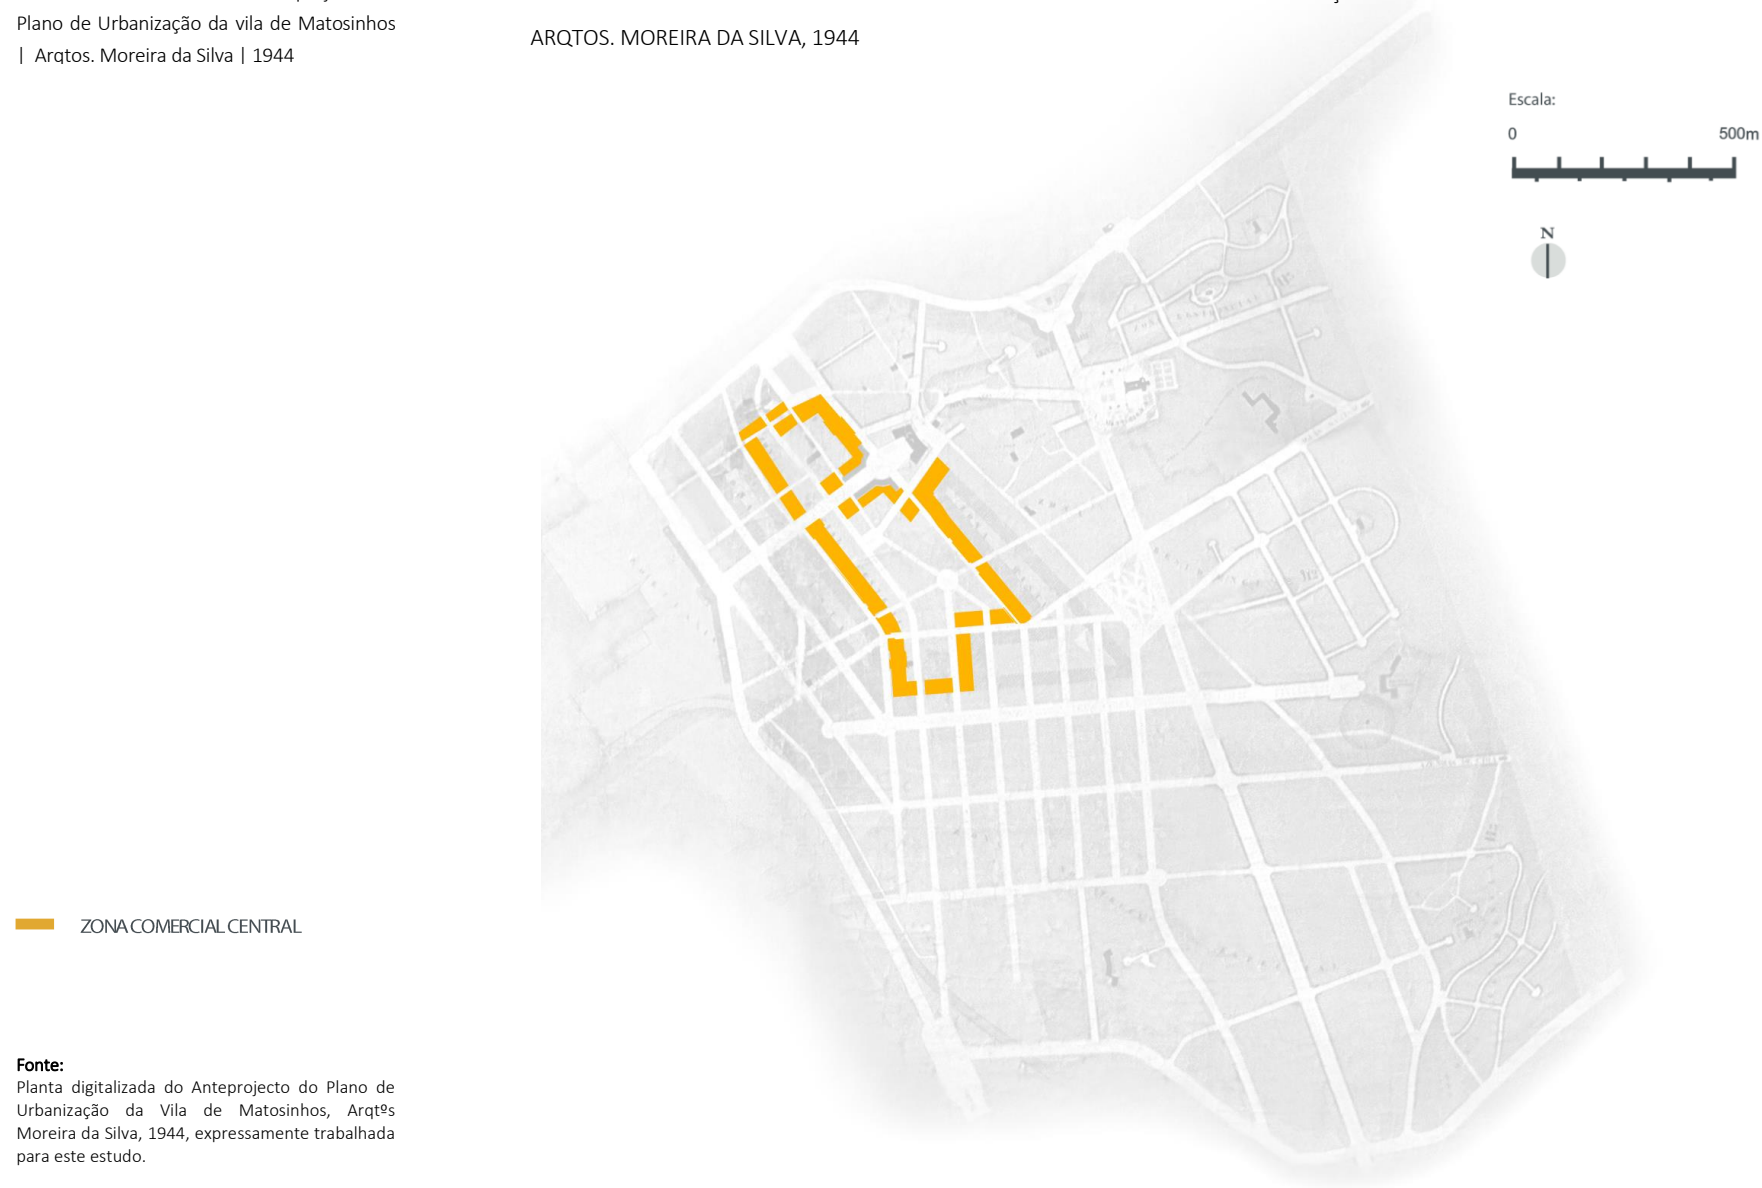 Plano de Urbanização da vila de Matosinhos
| Arqtos. Moreira da Silva | 1944
ARQTOS. MOREIRA DA SILVA, 1944
Escala:
0 500m
N
ZONA COMERCIAL CENTRAL
Fonte:
Planta digitalizada do Anteprojecto do Plano de
Urbanização da Vila de Matosinhos, Arqtºs
Moreira da Silva, 1944, expressamente trabalhada
para este estudo.